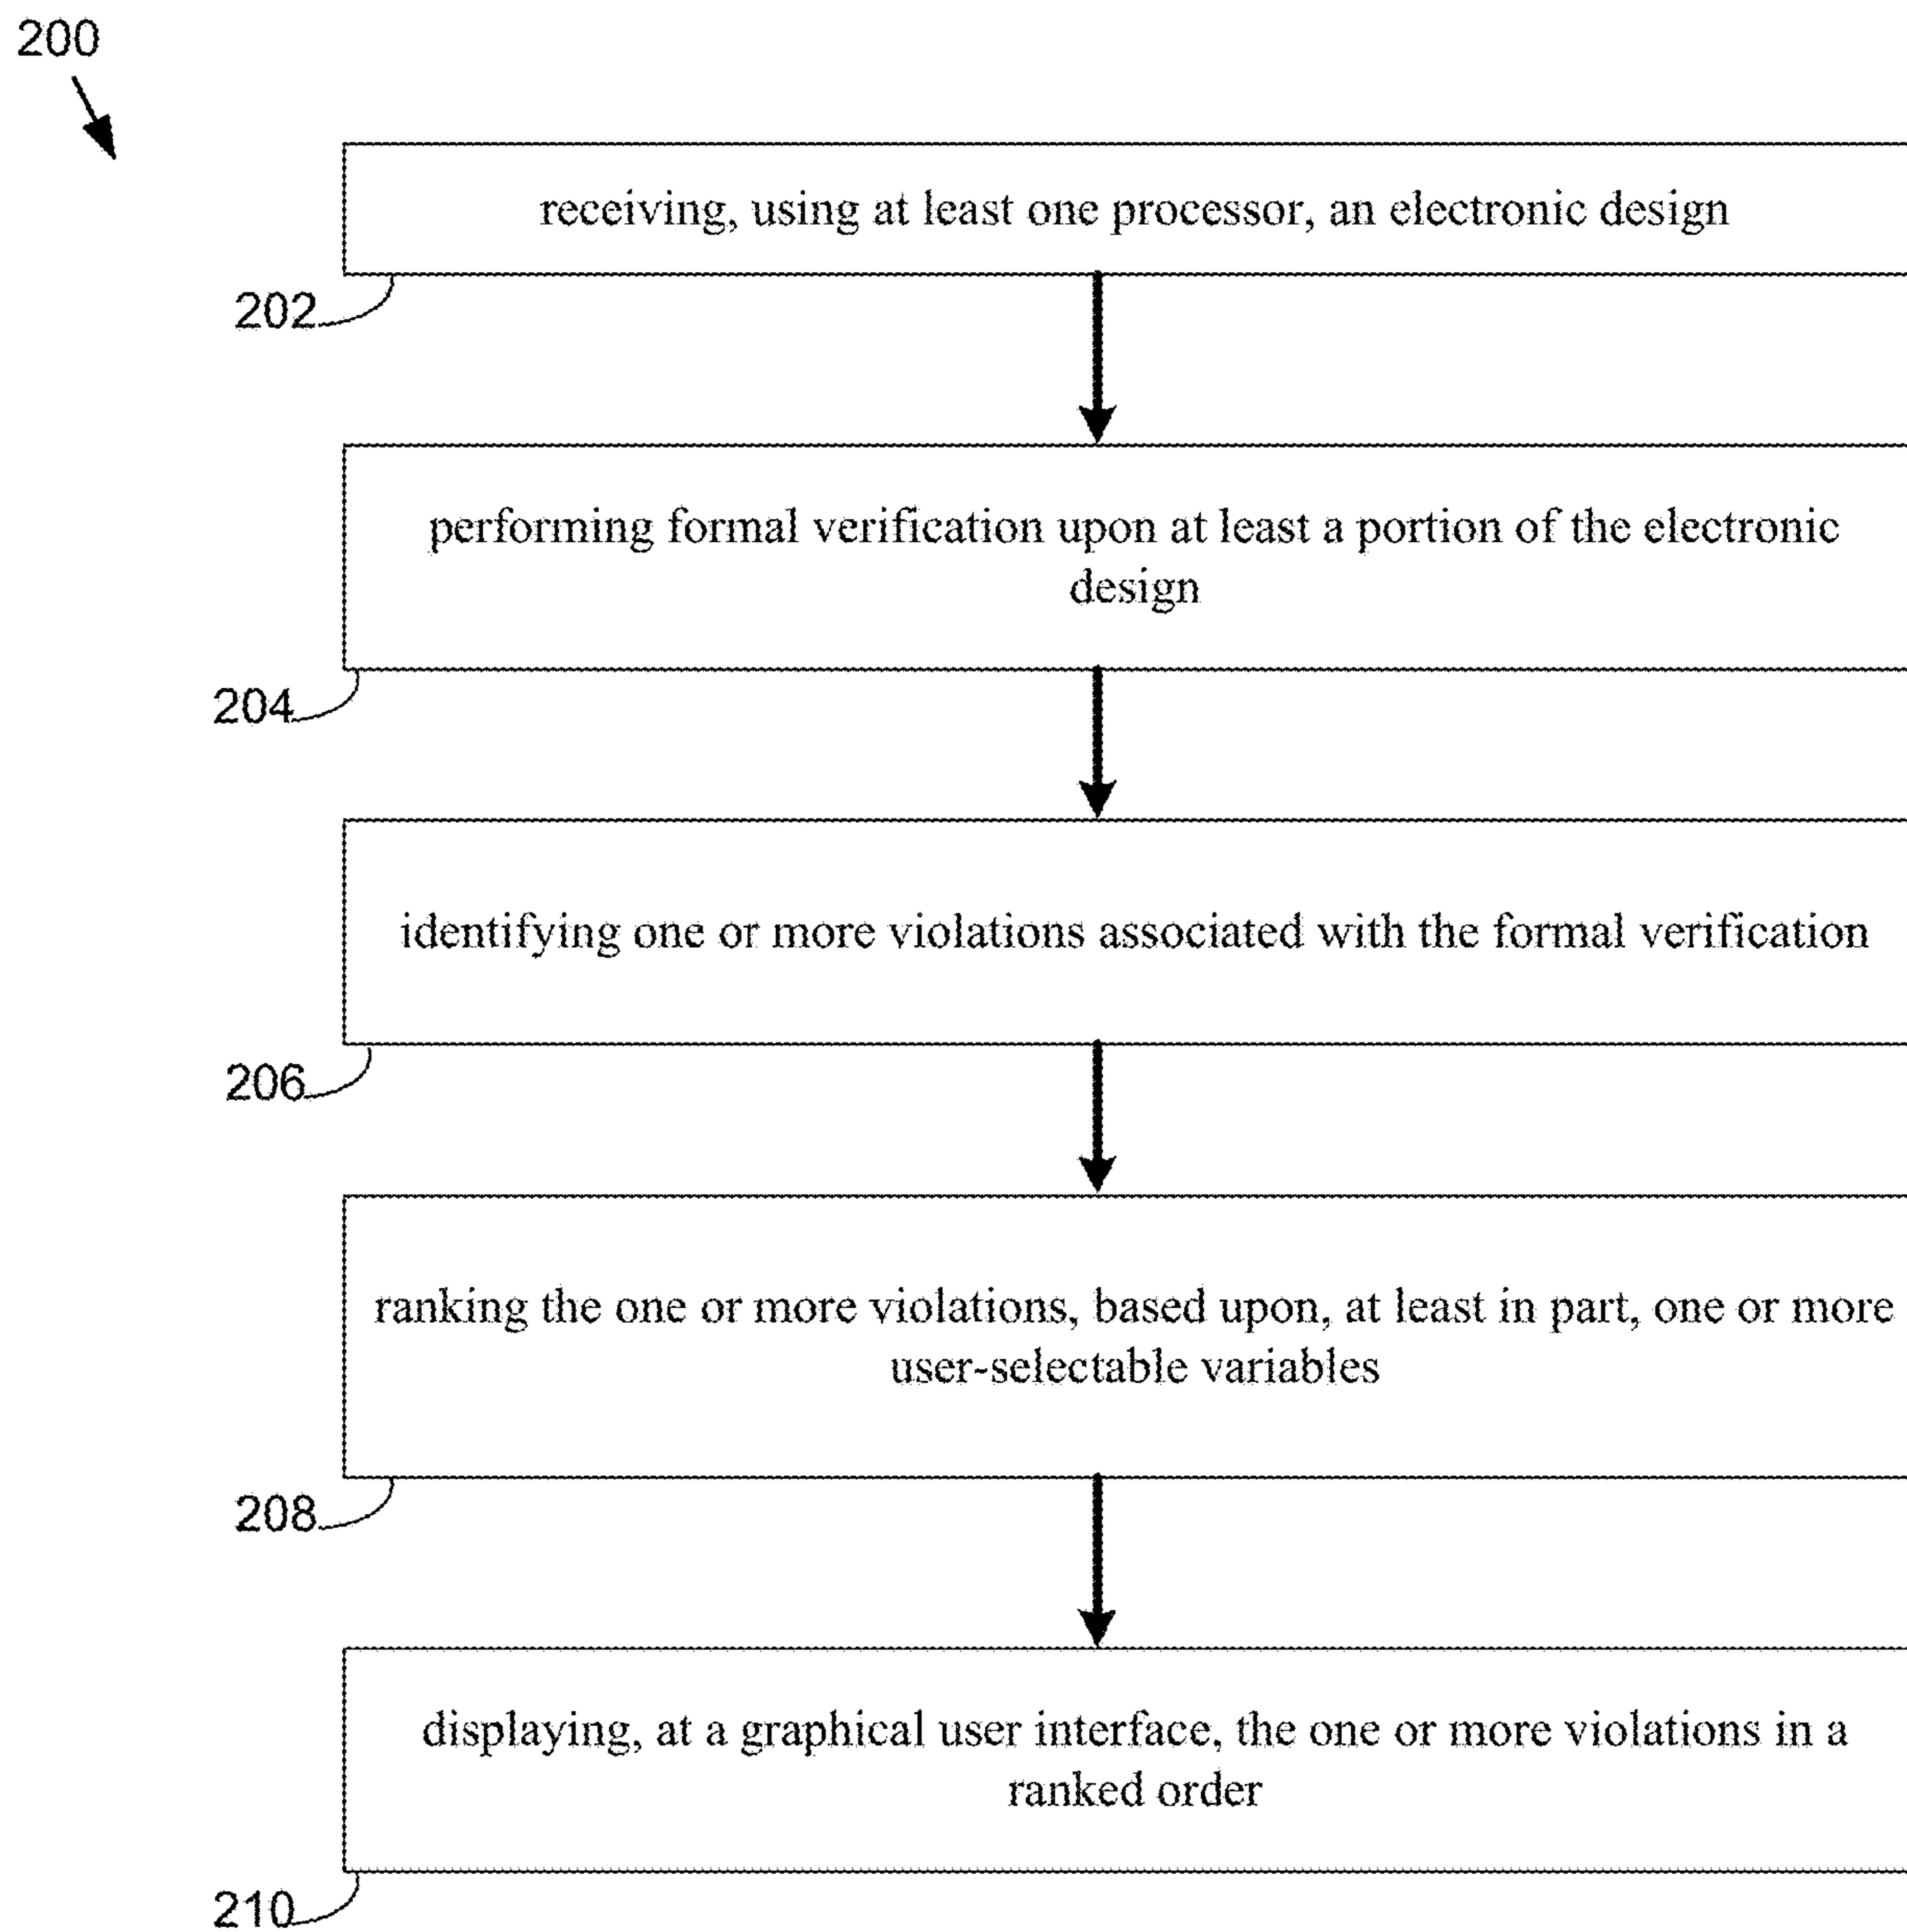 200
receiving, using at least one processor, an electronic design
202
performing formal verification upon at least a portion of the electronic
design
204
identifying one or more violations associated with the formal verification
206
ranking the one or more violations, based upon, at least in part, one or more
user-selectable variables
208
displaying, at a graphical user interface, the one or more violations in a
ranked order
210